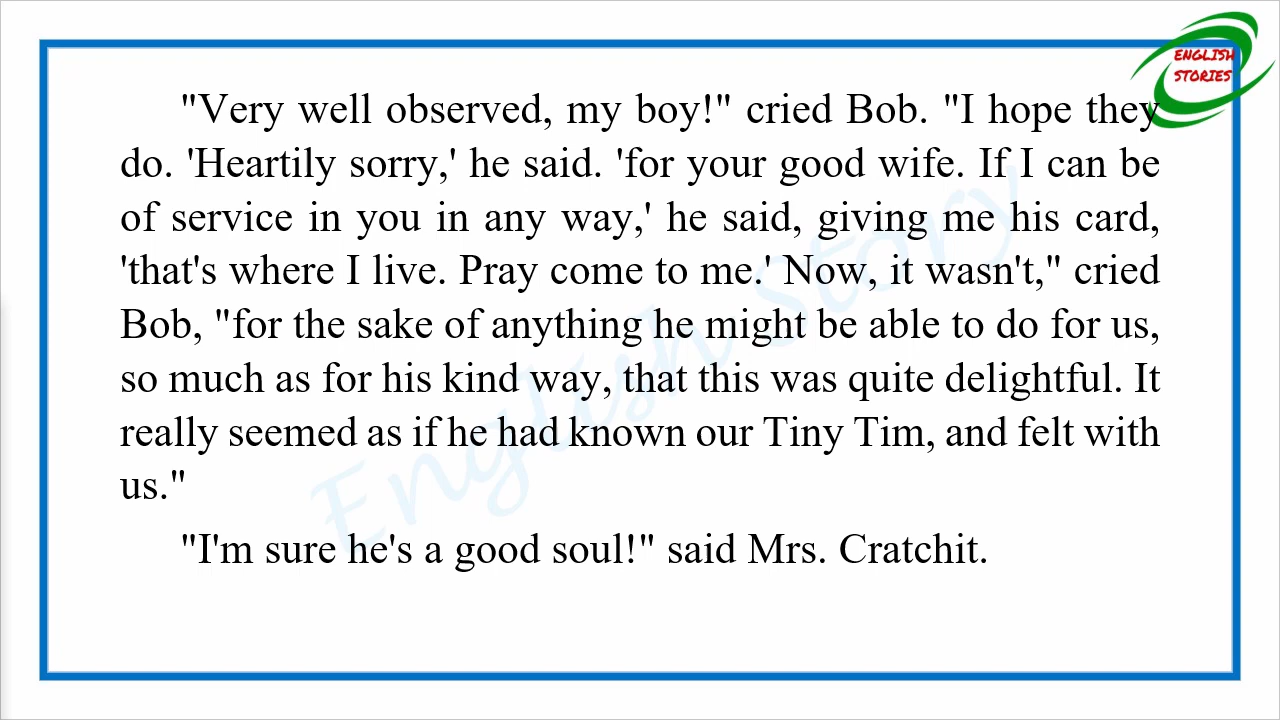 ENGLISH
STORIES
"Very well observed, my boy!" cried Bob. "I hope they
do. 'Heartily sorry,' he said. 'for your good wife. If I can be
of service in you in any way,' he said, giving me his card,
'that's where I live. Pray come to me.' Now, it wasn't," cried
Bob, "for the sake of anything he might be able to do for us,
so much as for his kind way, that this was quite delightful. It
really seemed as if he had known our Tiny Tim, and felt with
us."
"I'm sure he's a good soul!" said Mrs. Cratchit.
English Story